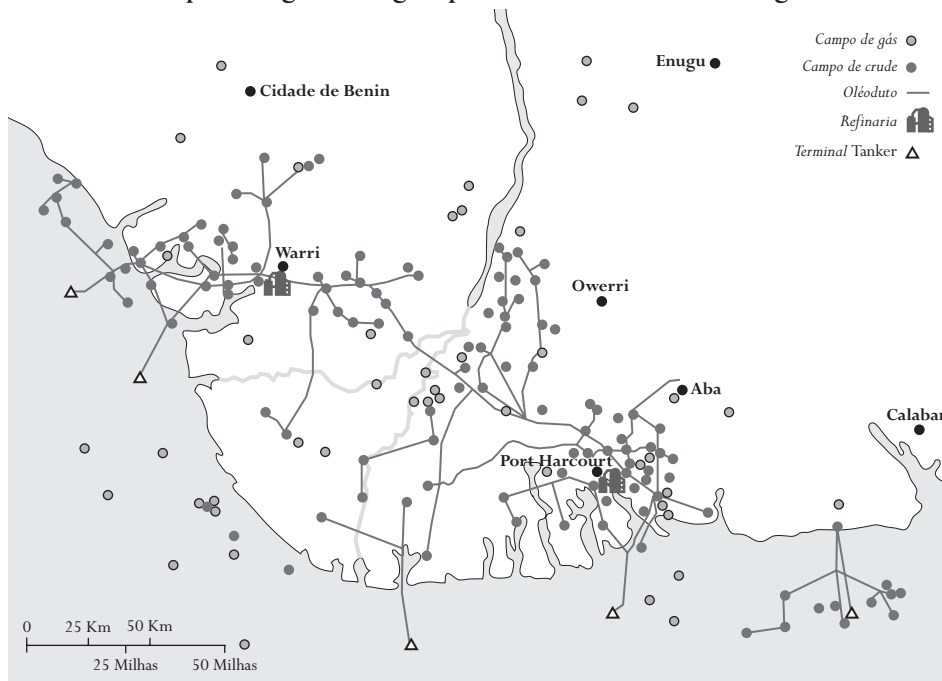 Campo de gás
Enugu
Campo de crude
Cidade de Benin
Oléoduto
Refinaria
Terminal Tanker
Warri
Owerri
Aba
Calabar
Port Harcourt
0 25 Km 50 Km
25 Milhas 50 Milhas